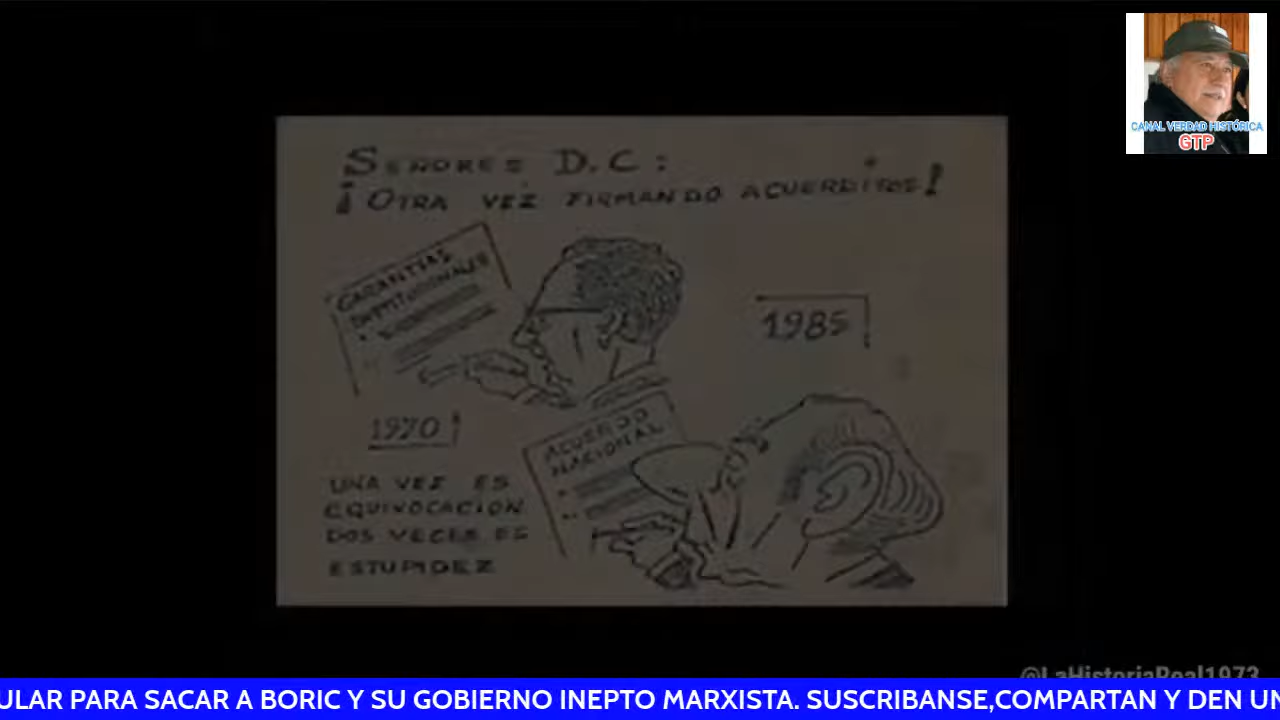 SEÑORES D.C:
¡OTRA VEZ FIRMANDO ACUERDITOS!
GARANTIAS
1985
1970
ACUERDO
NACIONAL
UNA VEZ ES
EQUIVOCACION
DOS VECES ES
ESTUPIDEZ
CANAL VERDAD HISTÓRICA
GTP
@LaHistoriaReal1973
ULAR PARA SACAR A BORIC Y SU GOBIERNO INEPTO MARXISTA. SUSCRIBANSE,COMPARTAN Y DEN UN